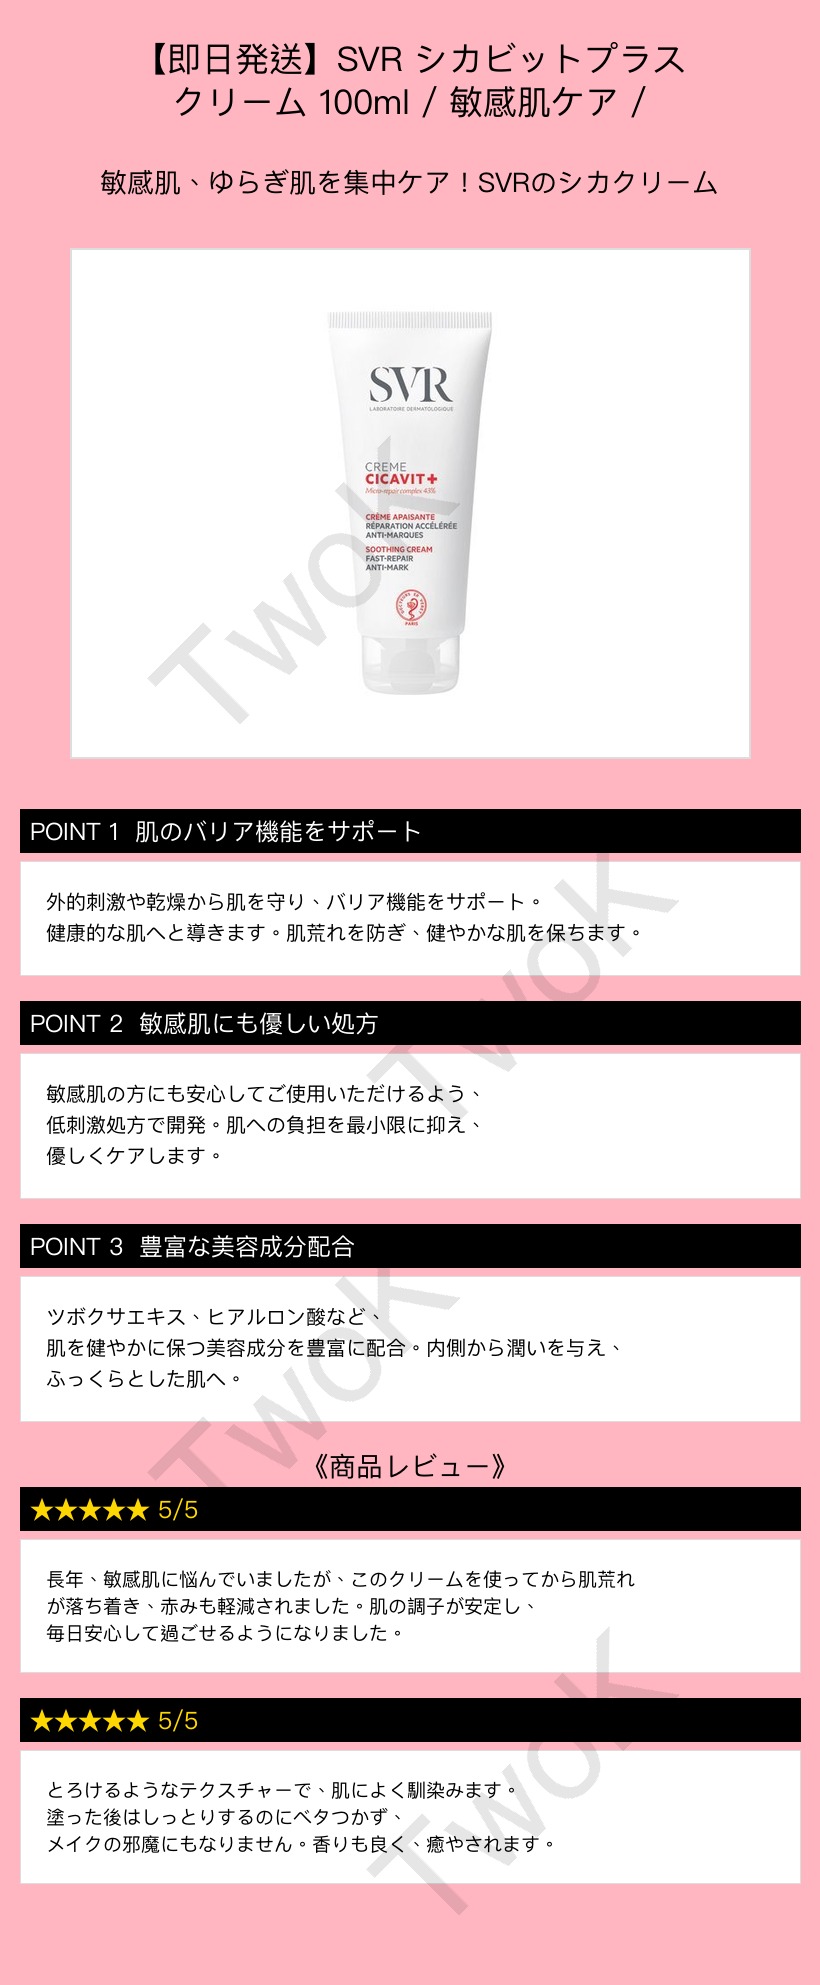 【即日発送】SVR シカビットプラス
クリーム 100ml / 敏感肌ケア /
敏感肌、ゆらぎ肌を集中ケア！SVRのシカクリーム
SVR
LABORATOIRE DERMATOLOGIQUE
CREME
CICAVIT+
Micro-repair complex 43%
CRÈME APAISANTE
RÉPARATION ACCÉLÉRÉE
ANTI-MARQUES
SOOTHING CREAM
FAST-REPAIR
ANTI-MARK
PARIS
TwoK
POINT 1 肌のバリア機能をサポート
外的刺激や乾燥から肌を守り、バリア機能をサポート。
健康的な肌へと導きます。肌荒れを防ぎ、健やかな肌を保ちます。
TwoK
POINT 2 敏感肌にも優しい処方
敏感肌の方にも安心してご使用いただけるよう、
低刺激処方で開発。肌への負担を最小限に抑え、
優しくケアします。
POINT 3 豊富な美容成分配合
ツボクサエキス、ヒアルロン酸など、
肌を健やかに保つ美容成分を豊富に配合。内側から潤いを与え、
ふっくらとした肌へ。
TwoK
《商品レビュー》
★★★★★ 5/5
長年、敏感肌に悩んでいましたが、このクリームを使ってから肌荒れ
が落ち着き、赤みも軽減されました。肌の調子が安定し、
毎日安心して過ごせるようになりました。
★★★★★ 5/5
とろけるようなテクスチャーで、肌によく馴染みます。
塗った後はしっとりするのにベタつかず、
メイクの邪魔にもなりません。香りも良く、癒やされます。
TwoK